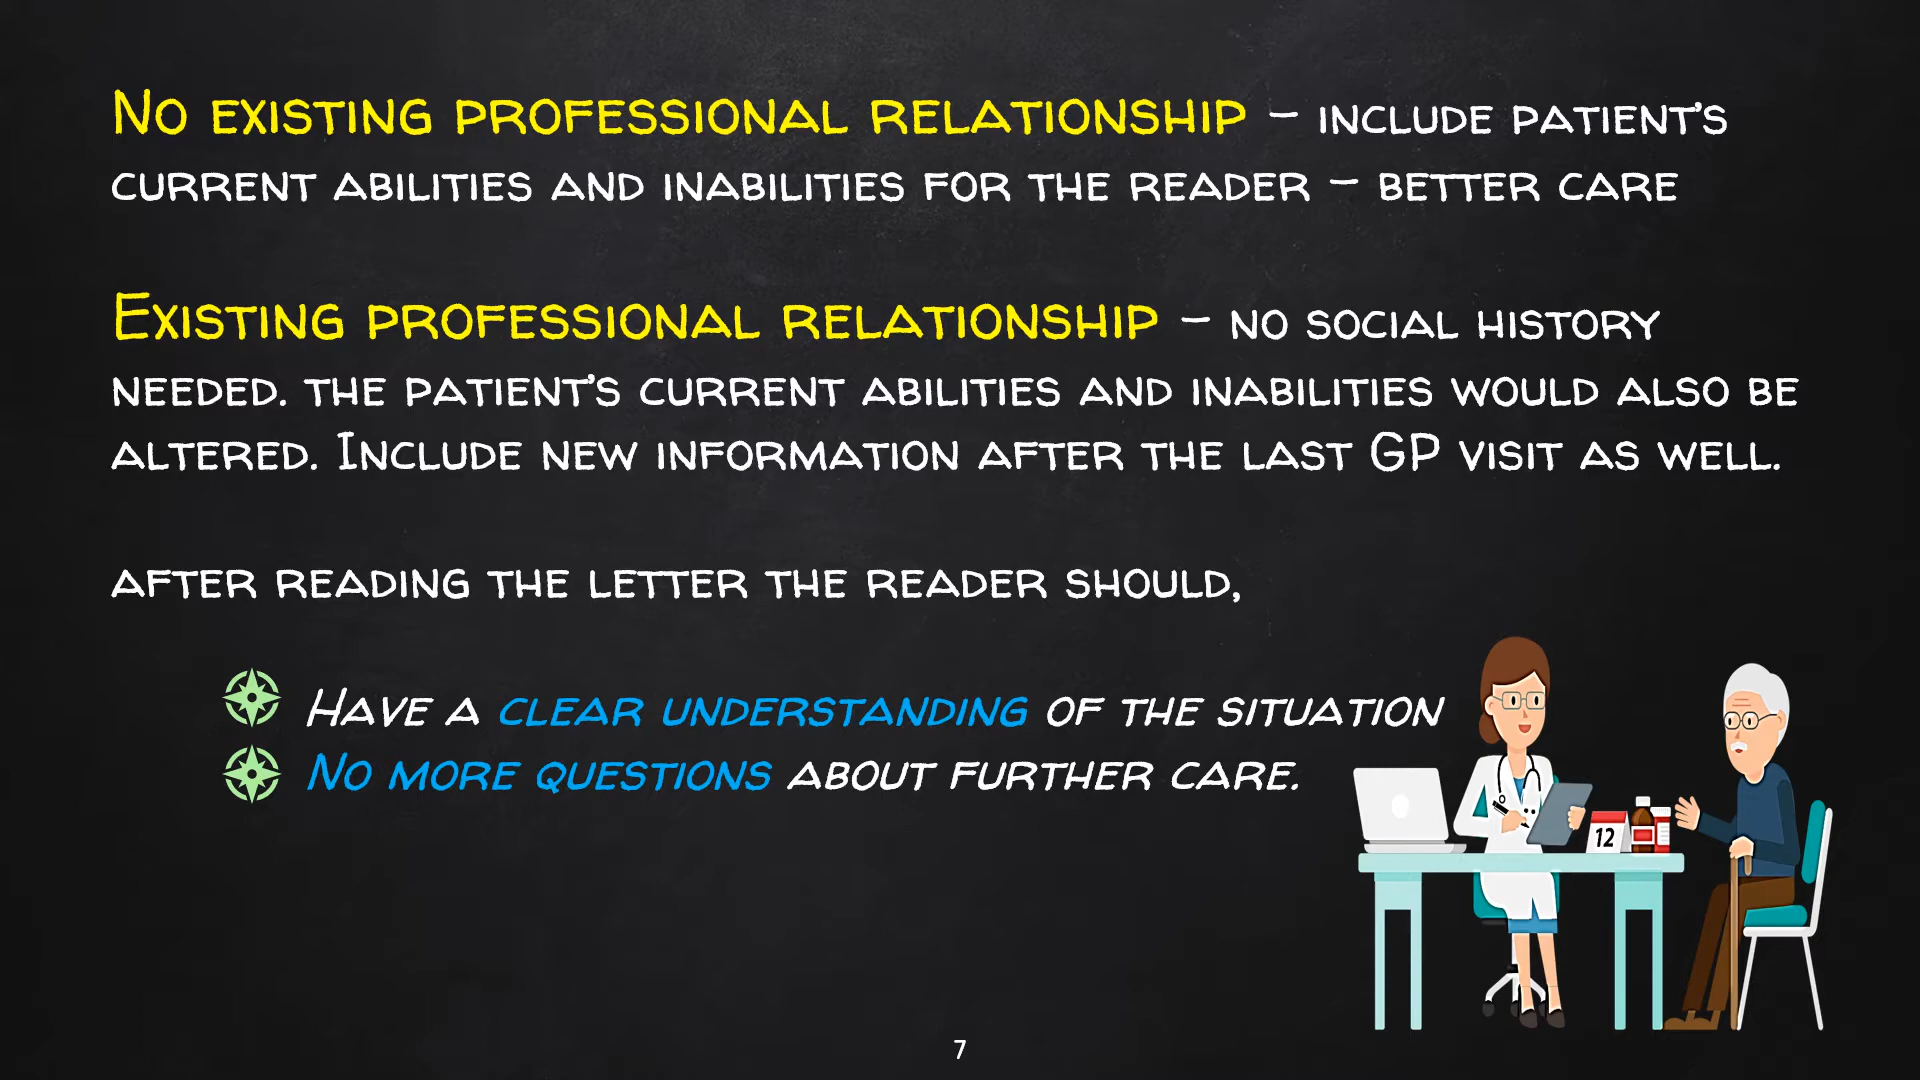 No existing professional relationship – include patient's
current abilities and inabilities for the reader – better care
Existing professional relationship – no social history
needed. the patient's current abilities and inabilities would also be
altered. Include new information after the last GP visit as well.
after reading the letter the reader should,
Have a clear understanding of the situation
No more questions about further care.
12
7